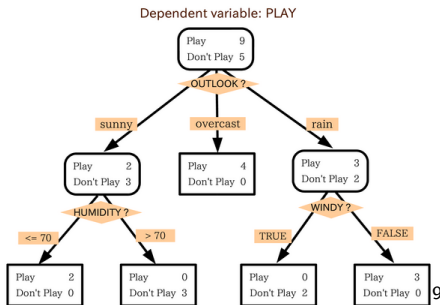 Dependent variable: PLAY
Play 9
Don't Play 5
OUTLOOK ?
sunny
overcast
rain
Play 2
Don't Play 3
Play 4
Don't Play 0
Play 3
Don't Play 2
HUMIDITY ?
WINDY ?
<= 70
> 70
TRUE
FALSE
Play 2
Don't Play 0
Play 0
Don't Play 3
Play 0
Don't Play 2
Play 3
Don't Play 0
9